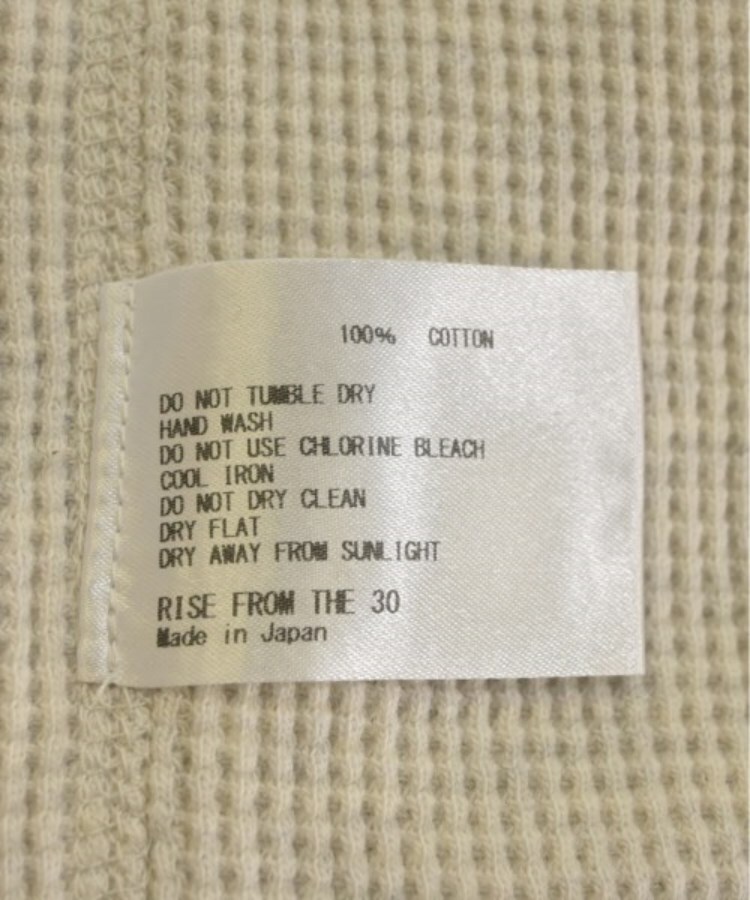 100% COTTON
DO NOT TUMBLE DRY
HAND WASH
DO NOT USE CHLORINE BLEACH
COOL IRON
DO NOT DRY CLEAN
DRY FLAT
DRY AWAY FROM SUNLIGHT
RISE FROM THE 30
Made in Japan